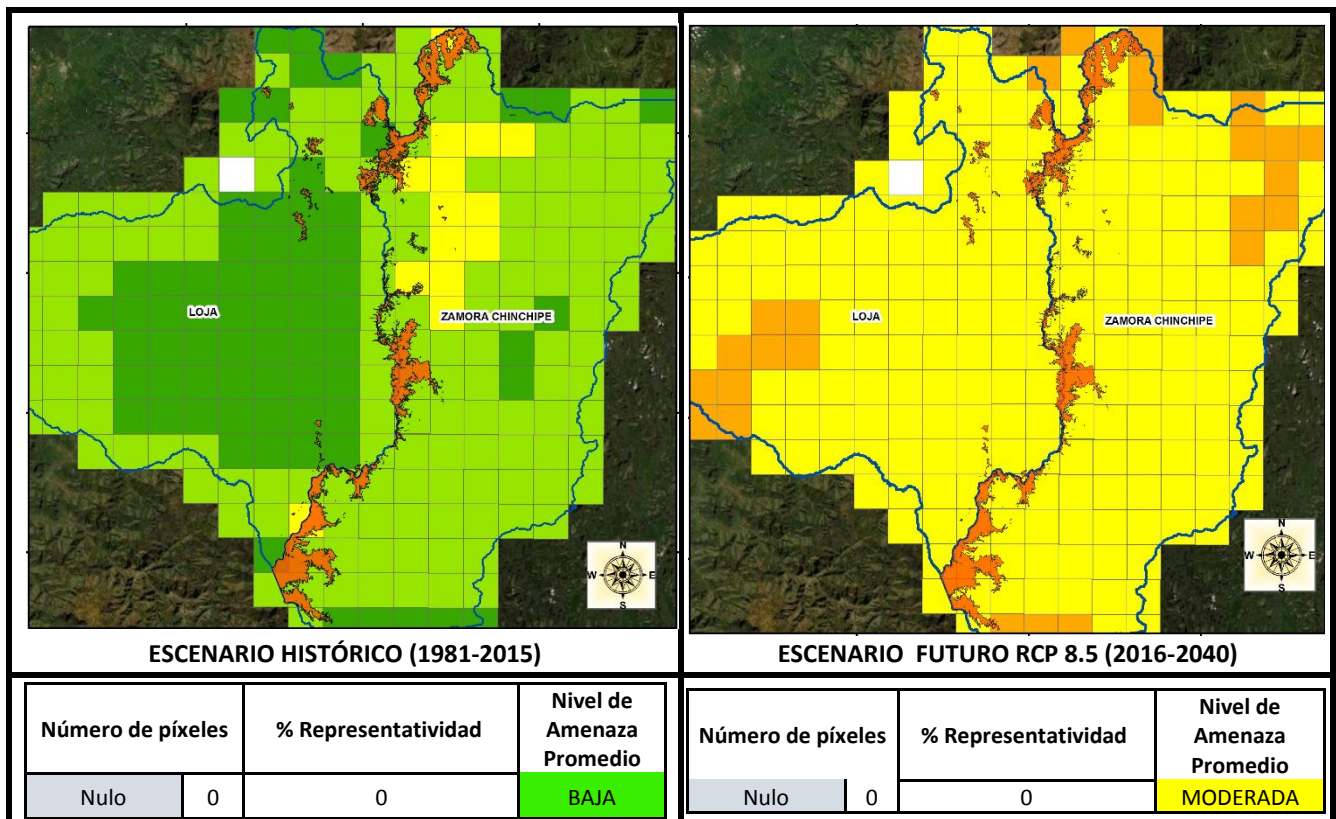 LOJA
ZAMORA CHINCHIPE
N
W E
S
ESCENARIO HISTÓRICO (1981-2015)
LOJA
ZAMORA CHINCHIPE
N
W E
S
ESCENARIO FUTURO RCP 8.5 (2016-2040)
Número de píxeles % Representatividad Nivel de
Amenaza
Promedio
Nulo 0 0 BAJA
Número de píxeles % Representatividad Nivel de
Amenaza
Promedio
Nulo 0 0 MODERADA